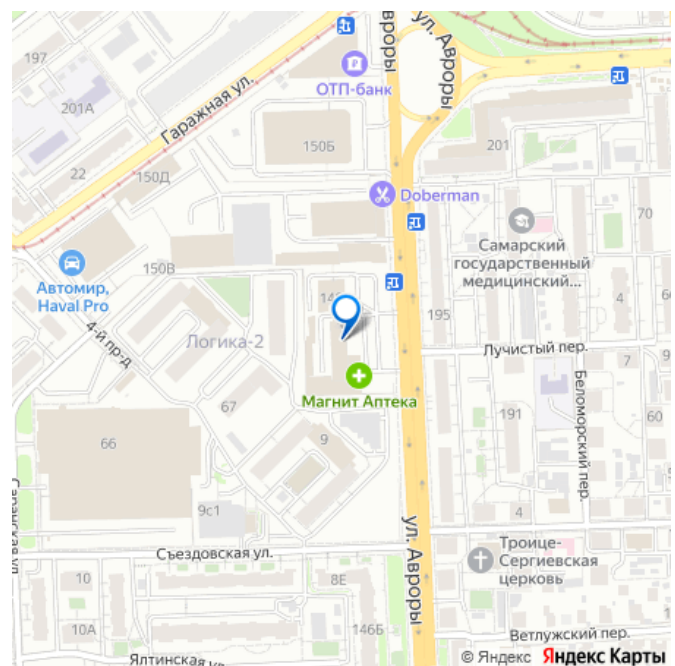 197
201А
Гаражная ул.
ОТП-банк
ул. Авроры
150Б
201
22
150Д
Doberman
70
Самарский
государственный
медицинский...
Автомир,
Haval Pro
150В
4
195
4-й пр-д
Логика-2
Лучистый пер.
7
Беломорский пер.
Магнит Аптека
67
191
60
66
9
9с1
4
Съездовская ул.
ул. Авроры
Троице-
Сергиевская
церковь
10
8Е
10А
146Б
Ветлужский пер.
Ялтинская ул.
© Яндекс Яндекс Карты